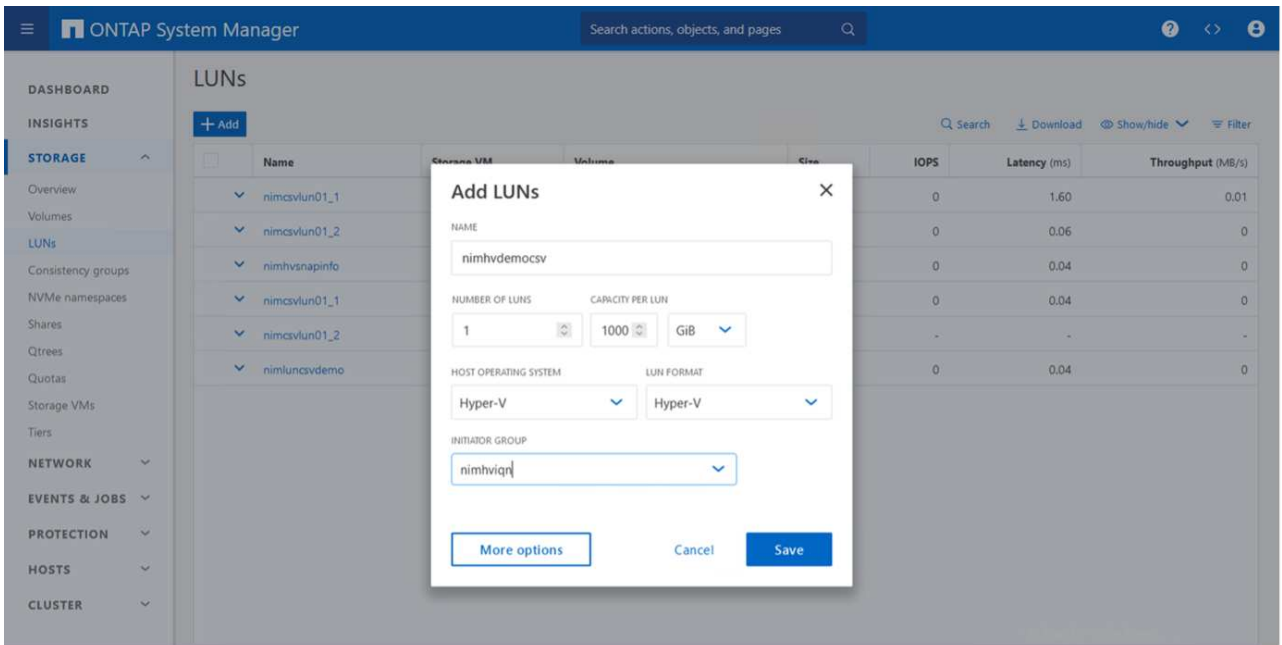 ONTAP System Manager
Search actions, objects, and pages
DASHBOARD
INSIGHTS
STORAGE
Overview
Volumes
LUNs
Consistency groups
NVMe namespaces
Shares
Qtrees
Quotas
Storage VMs
Tiers
NETWORK
EVENTS & JOBS
PROTECTION
HOSTS
CLUSTER
LUNs
+ Add
Search Download Show/hide Filter
Name Storage VM Volume Size IOPS Latency (ms) Throughput (MB/s)
nimcsvlun01_1 0 1.60 0.01
nimcsvlun01_2 0 0.06 0
nimhvsnapinfo 0 0.04 0
nimcsvlun01_1 0 0.04 0
nimcsvlun01_2 - - -
nimluncsvdemo 0 0.04 0
Add LUNs
NAME
nimhvdemocsv
NUMBER OF LUNS CAPACITY PER LUN
1 1000 GiB
HOST OPERATING SYSTEM LUN FORMAT
Hyper-V Hyper-V
INITIATOR GROUP
nimhviqn
More options Cancel Save